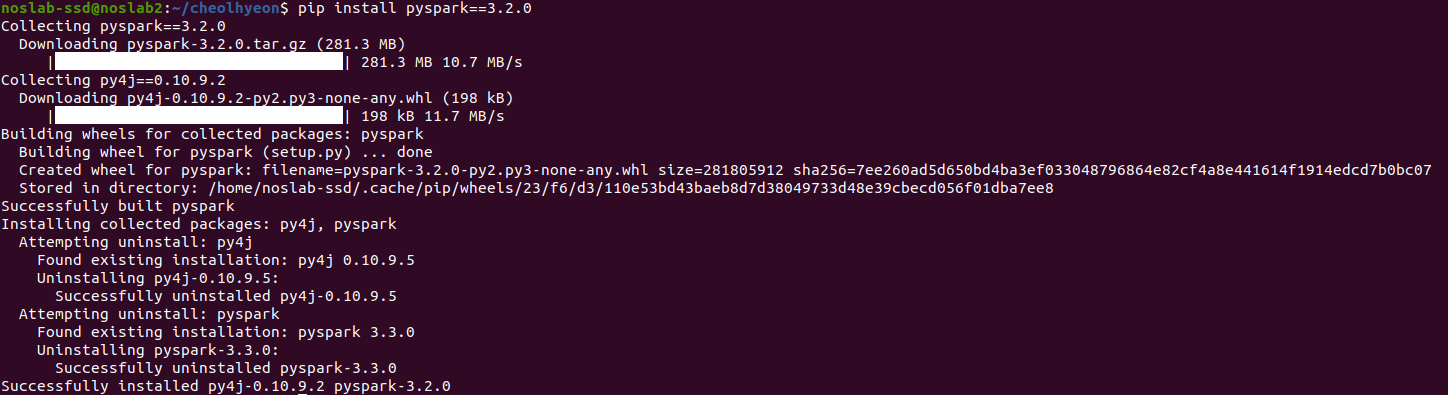 noslab-ssd@noslab2:~/cheolhyeon$ pip install pyspark==3.2.0
Collecting pyspark==3.2.0
  Downloading pyspark-3.2.0.tar.gz (281.3 MB)
     |████████████████████████████████| 281.3 MB 10.7 MB/s
Collecting py4j==0.10.9.2
  Downloading py4j-0.10.9.2-py2.py3-none-any.whl (198 kB)
     |████████████████████████████████| 198 kB 11.7 MB/s
Building wheels for collected packages: pyspark
  Building wheel for pyspark (setup.py) ... done
  Created wheel for pyspark: filename=pyspark-3.2.0-py2.py3-none-any.whl size=281805912 sha256=7ee260ad5d650bd4ba3ef033048796864e82cf4a8e441614f1914edcd7b0bc07
  Stored in directory: /home/noslab-ssd/.cache/pip/wheels/23/f6/d3/110e53bd43baeb8d7d38049733d48e39cbecd056f01dba7ee8
Successfully built pyspark
Installing collected packages: py4j, pyspark
  Attempting uninstall: py4j
    Found existing installation: py4j 0.10.9.5
    Uninstalling py4j-0.10.9.5:
      Successfully uninstalled py4j-0.10.9.5
  Attempting uninstall: pyspark
    Found existing installation: pyspark 3.3.0
    Uninstalling pyspark-3.3.0:
      Successfully uninstalled pyspark-3.3.0
Successfully installed py4j-0.10.9.2 pyspark-3.2.0